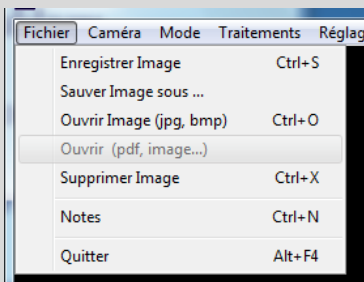 Fichier Caméra Mode Traitements Réglag
Enregistrer Image Ctrl+S
Sauver Image sous ...
Ouvrir Image (jpg, bmp) Ctrl+O
Ouvrir (pdf, image...)
Supprimer Image Ctrl+X
Notes Ctrl+N
Quitter Alt+F4